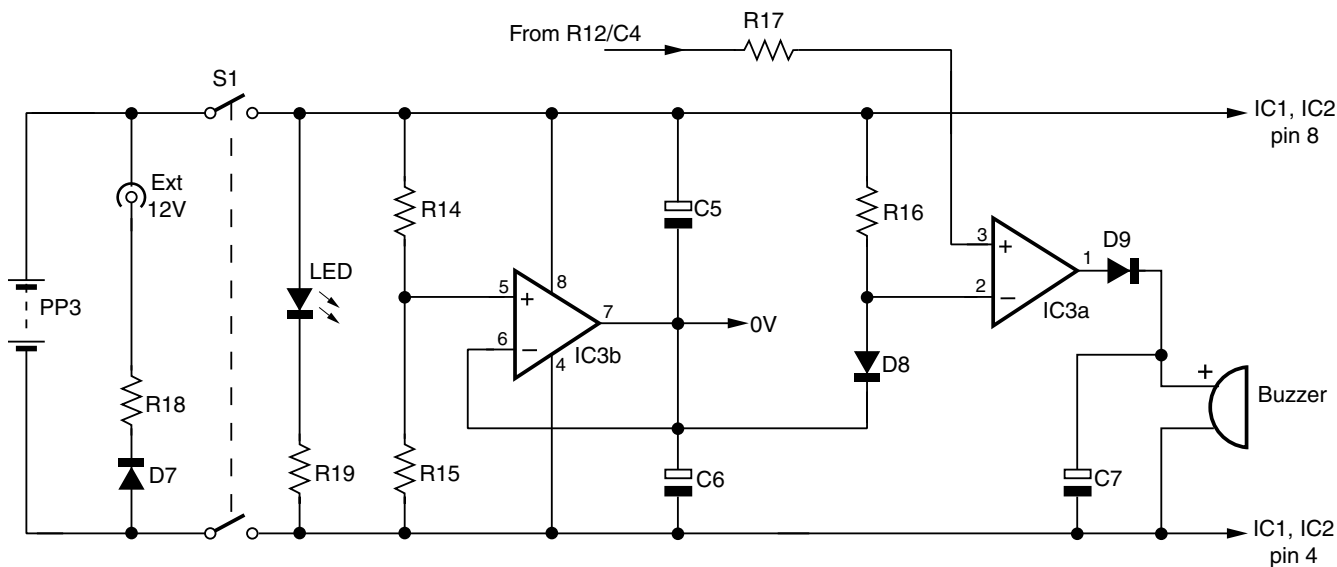 R17
From R12/C4
S1
IC1, IC2
pin 8
Ext
12V
R14
C5
R16
3
+
D9
1
2
−
IC3a
LED
PP3
5
+
8
7
0V
6
−
IC3b
4
D8
+
Buzzer
R18
D7
R19
R15
C6
C7
IC1, IC2
pin 4